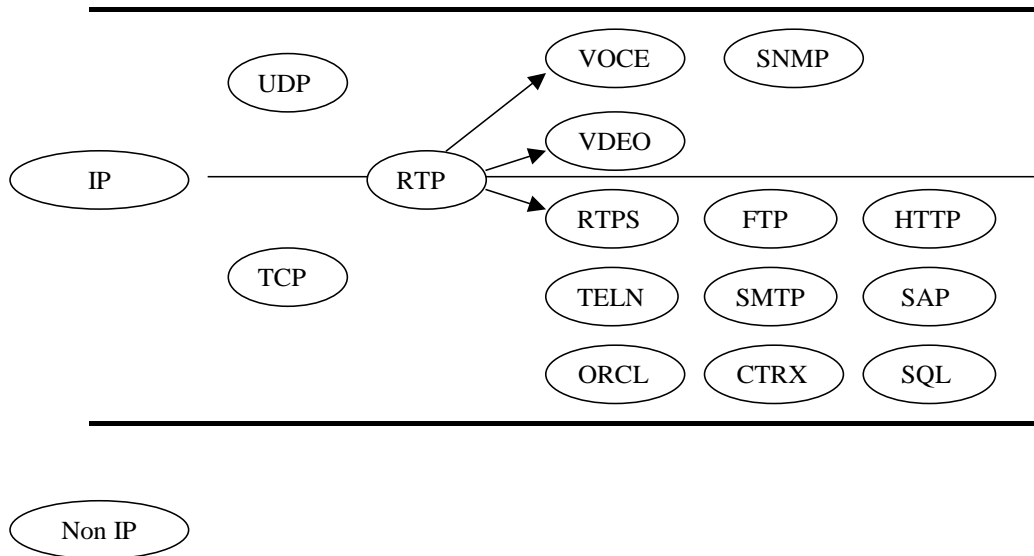 VOCE SNMP
UDP
VDEO
IP RTP
RTPS FTP HTTP
TCP
TELN SMTP SAP
ORCL CTRX SQL
Non IP